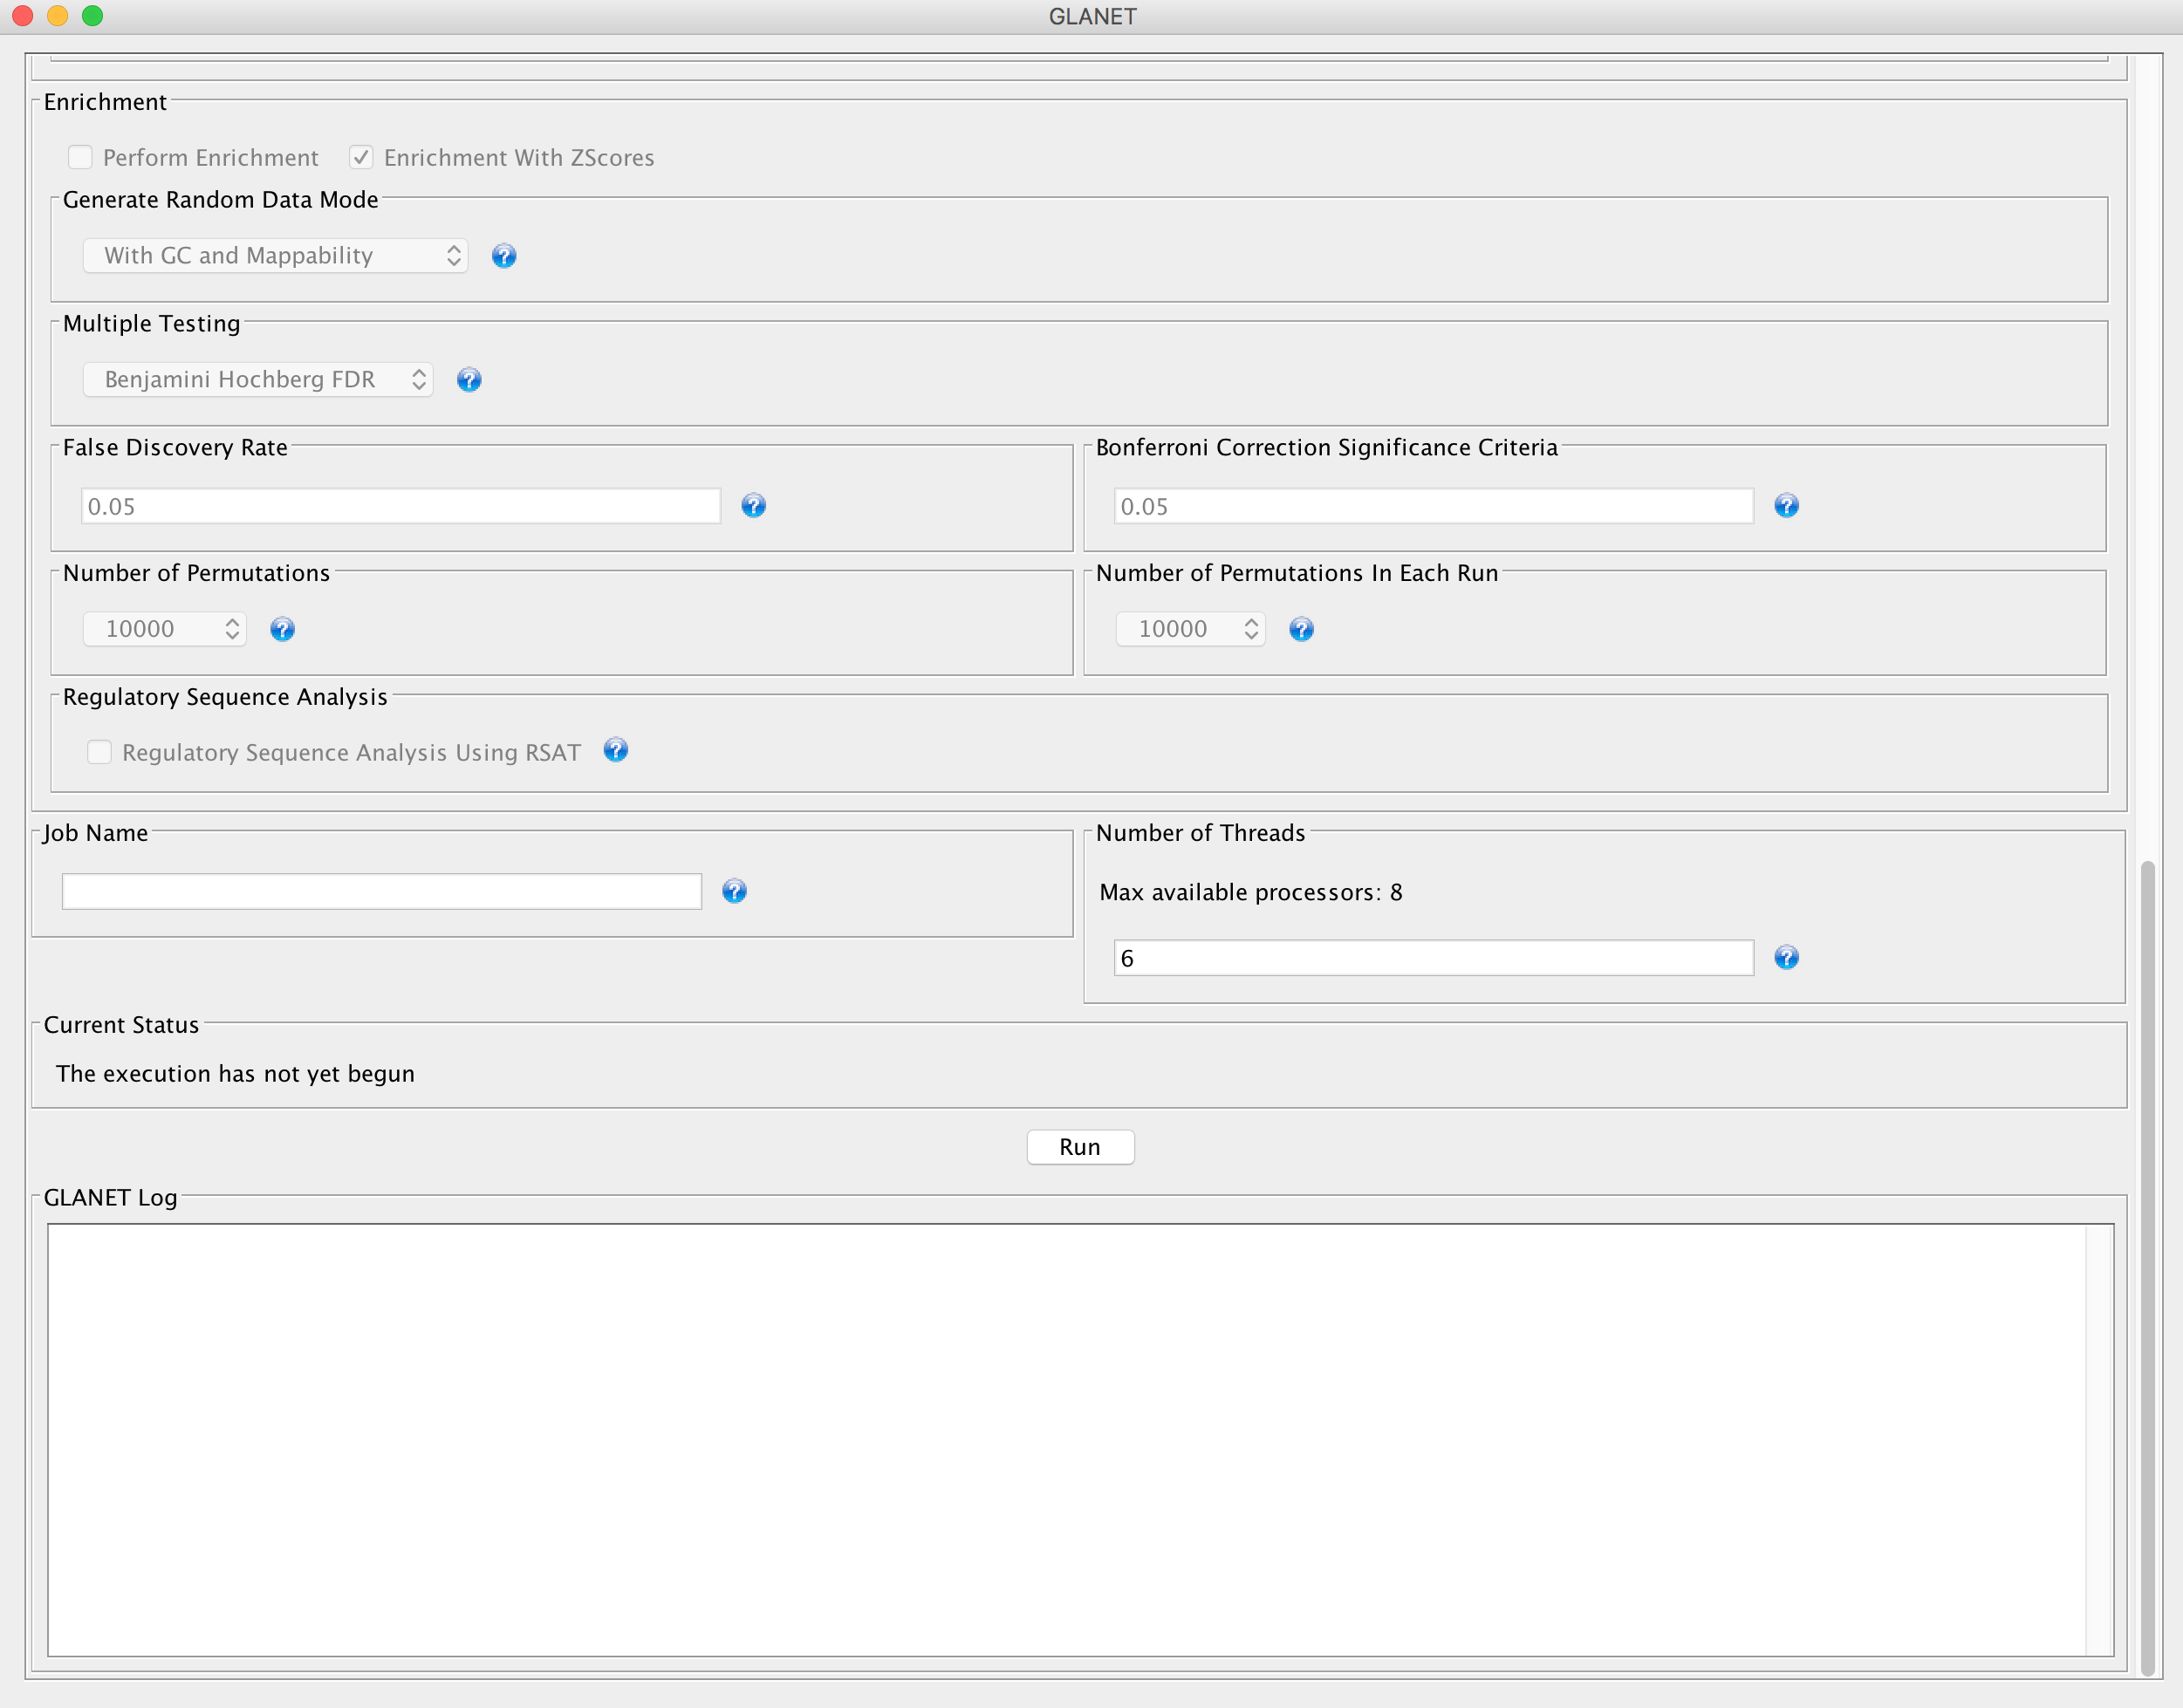 GLANET
Enrichment
Perform Enrichment Enrichment With ZScores
Generate Random Data Mode
With GC and Mappability ?
Multiple Testing
Benjamini Hochberg FDR ?
False Discovery Rate Bonferroni Correction Significance Criteria
0.05 ? 0.05 ?
Number of Permutations Number of Permutations In Each Run
10000 ? 10000 ?
Regulatory Sequence Analysis
Regulatory Sequence Analysis Using RSAT ?
Job Name Number of Threads
? Max available processors: 8
6 ?
Current Status
The execution has not yet begun
Run
GLANET Log